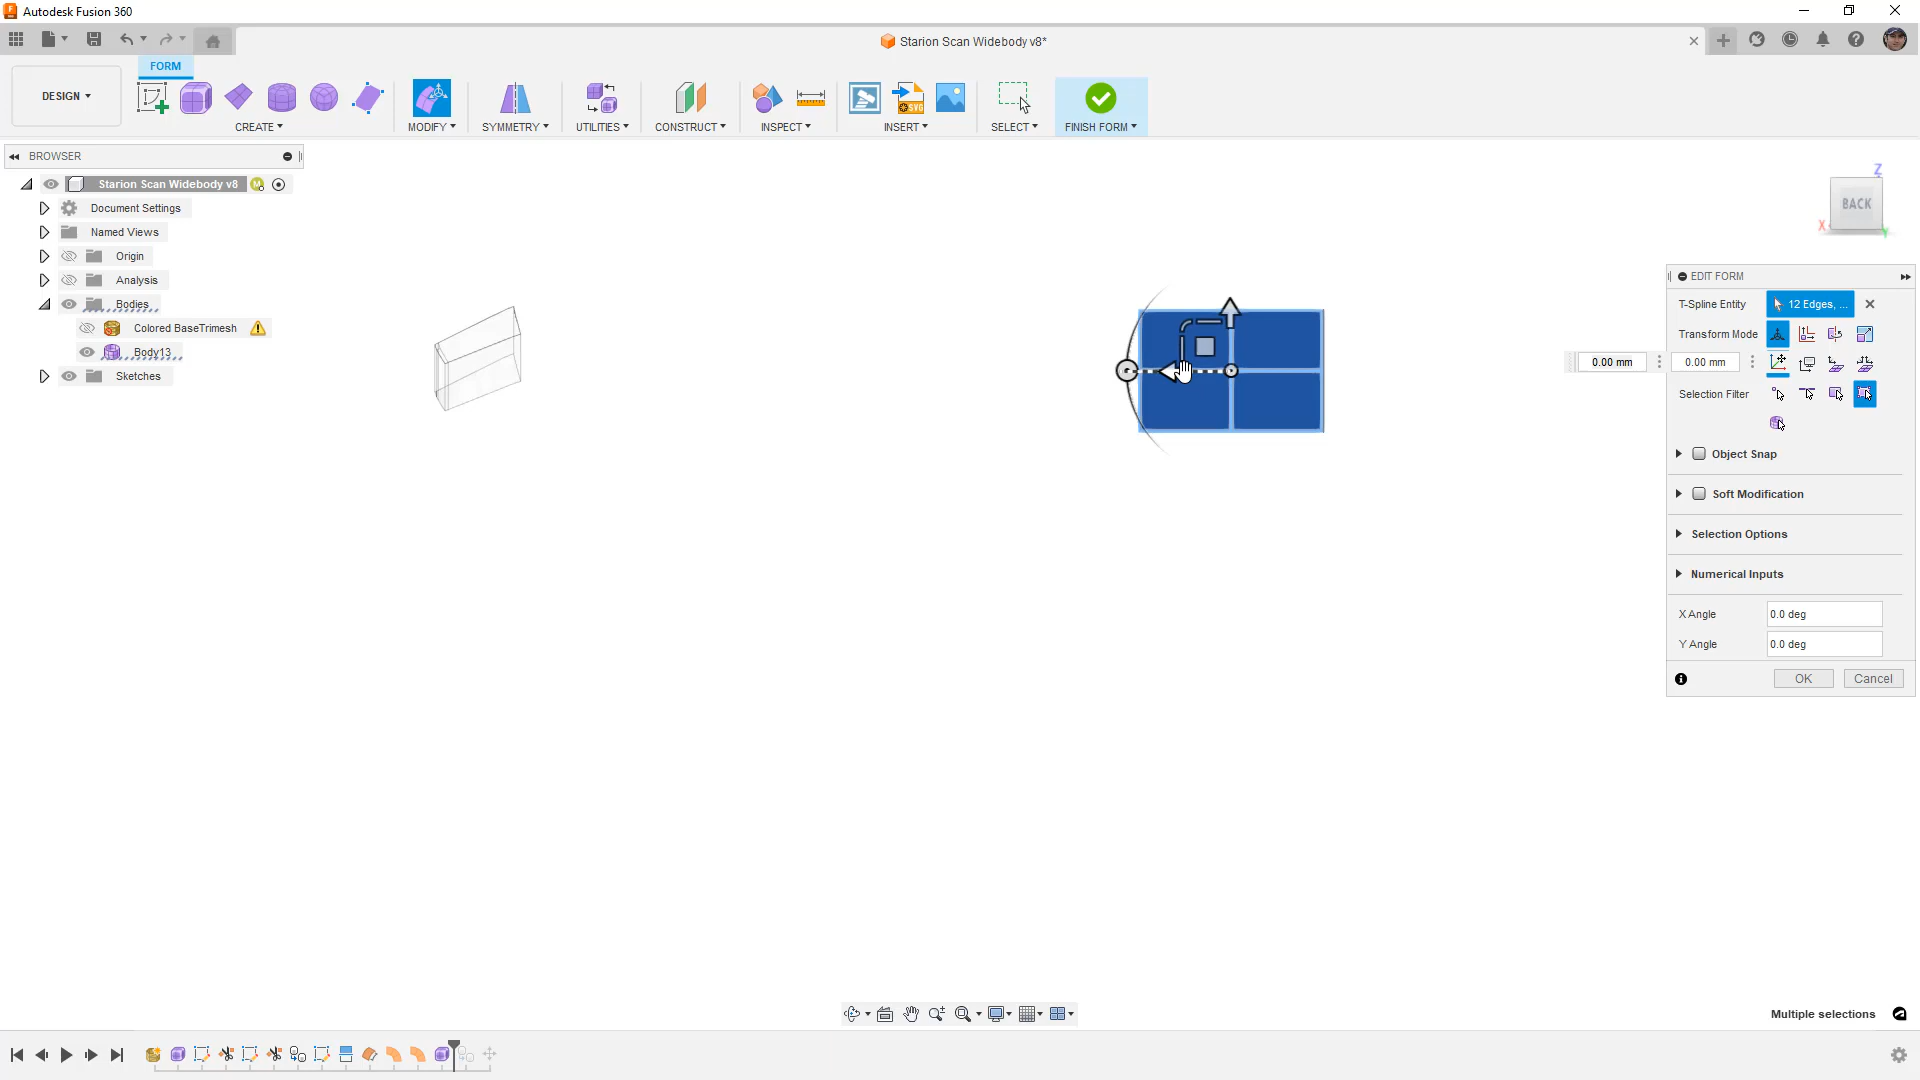 Autodesk Fusion 360
Starion Scan Widebody v8*
FORM
DESIGN
CREATE
MODIFY
SYMMETRY
UTILITIES
CONSTRUCT
INSPECT
SVG
INSERT
SELECT
FINISH FORM
BROWSER
Starion Scan Widebody v8
Document Settings
Named Views
Origin
Analysis
Bodies
Colored BaseTrimesh
Body13
Sketches
Z
BACK
X
Y
EDIT FORM
T-Spline Entity
12 Edges, ...
Transform Mode
0.00 mm
0.00 mm
Selection Filter
Object Snap
Soft Modification
Selection Options
Numerical Inputs
X Angle
0.0 deg
Y Angle
0.0 deg
OK
Cancel
Multiple selections